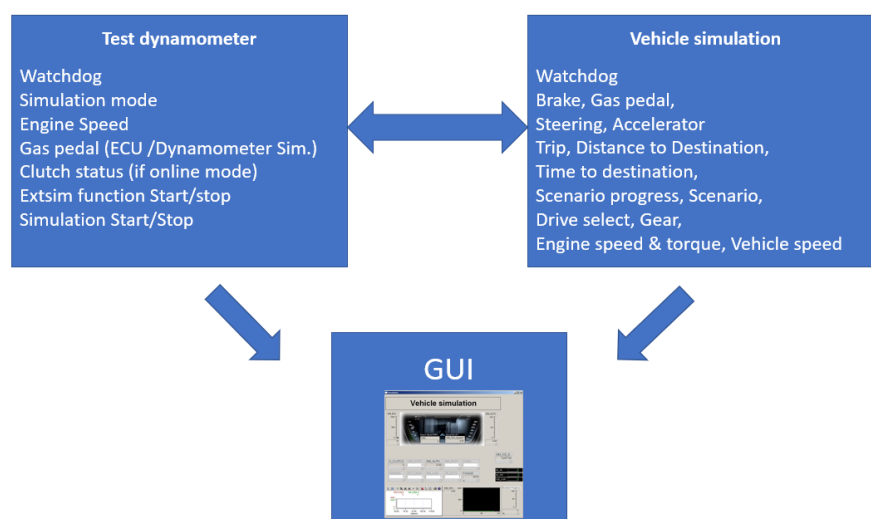 Test dynamometer
Watchdog
Simulation mode
Engine Speed
Gas pedal (ECU /Dynamometer Sim.)
Clutch status (if online mode)
Extsim function Start/stop
Simulation Start/Stop
Vehicle simulation
Watchdog
Brake, Gas pedal,
Steering, Accelerator
Trip, Distance to Destination,
Time to destination,
Scenario progress, Scenario,
Drive select, Gear,
Engine speed & torque, Vehicle speed
GUI
Vehicle simulation